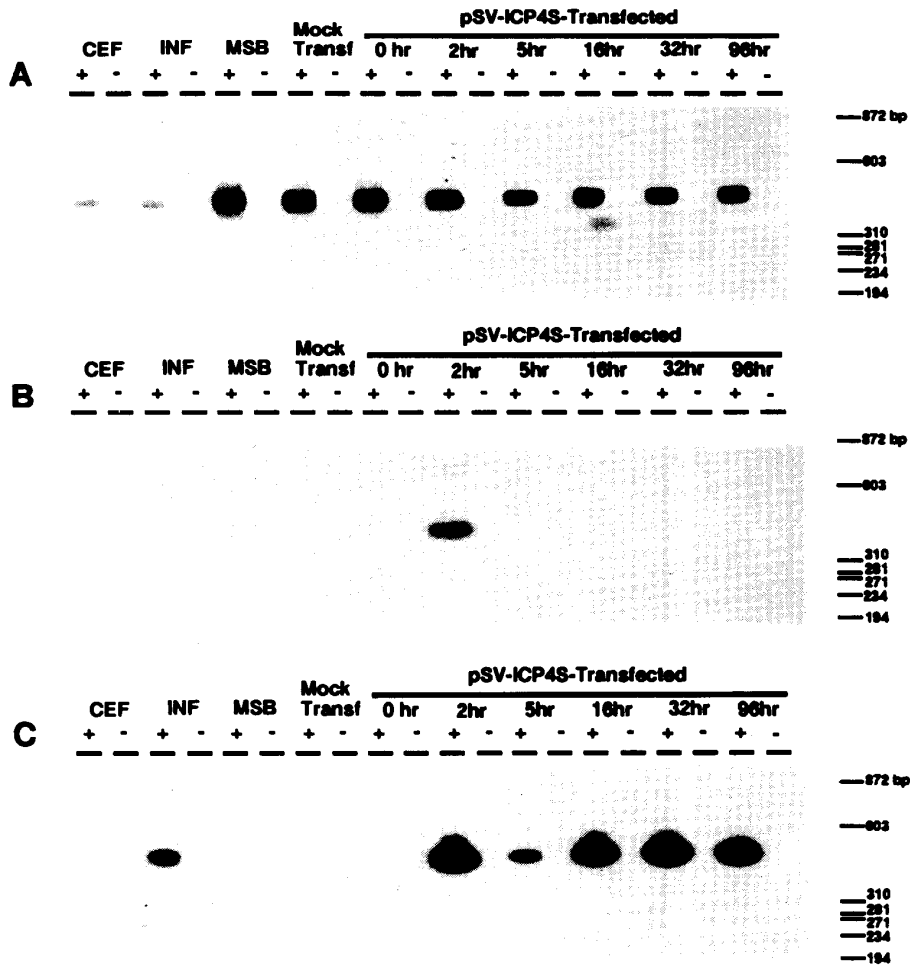 pSV-ICP4S-Transfected
CEF INF MSB Mock Transf 0 hr 2hr 5hr 16hr 32hr 96hr
A + - + - + - + - + - + - + - + - + - + -
872 bp
603
310
281
271
234
194
pSV-ICP4S-Transfected
CEF INF MSB Mock Transf 0 hr 2hr 5hr 16hr 32hr 96hr
B + - + - + - + - + - + - + - + - + - + -
872 bp
603
310
281
271
234
194
pSV-ICP4S-Transfected
CEF INF MSB Mock Transf 0 hr 2hr 5hr 16hr 32hr 96hr
C + - + - + - + - + - + - + - + - + - + -
872 bp
603
310
281
271
234
194